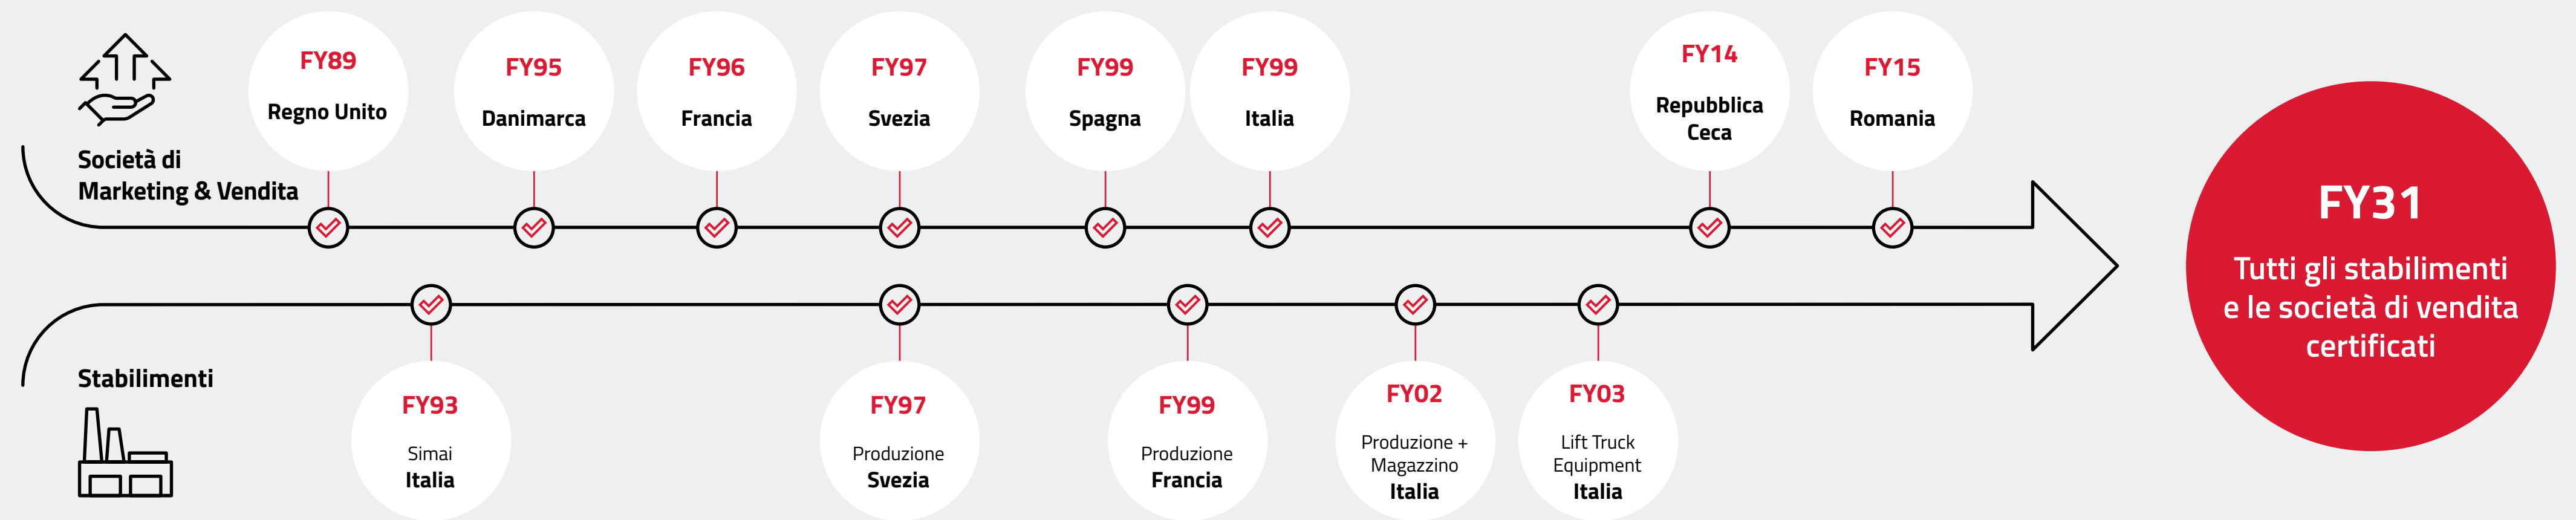 Società di
Marketing & Vendita
FY89
Regno Unito
FY95
Danimarca
FY96
Francia
FY97
Svezia
FY99
Spagna
FY99
Italia
FY14
Repubblica
Ceca
FY15
Romania
Stabilimenti
FY93
Simai
Italia
FY97
Produzione
Svezia
FY99
Produzione
Francia
FY02
Produzione +
Magazzino
Italia
FY03
Lift Truck
Equipment
Italia
FY31
Tutti gli stabilimenti
e le società di vendita
certificati